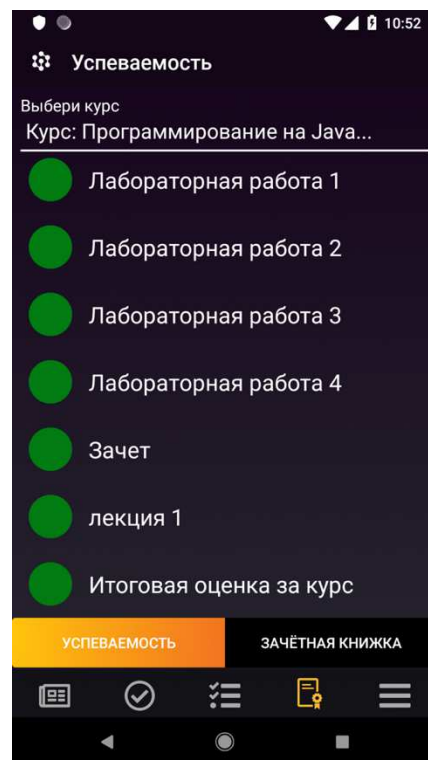 10:52
Успеваемость
Выбери курс
Курс: Программирование на Java...
Лабораторная работа 1
Лабораторная работа 2
Лабораторная работа 3
Лабораторная работа 4
Зачет
лекция 1
Итоговая оценка за курс
УСПЕВАЕМОСТЬ ЗАЧЁТНАЯ КНИЖКА